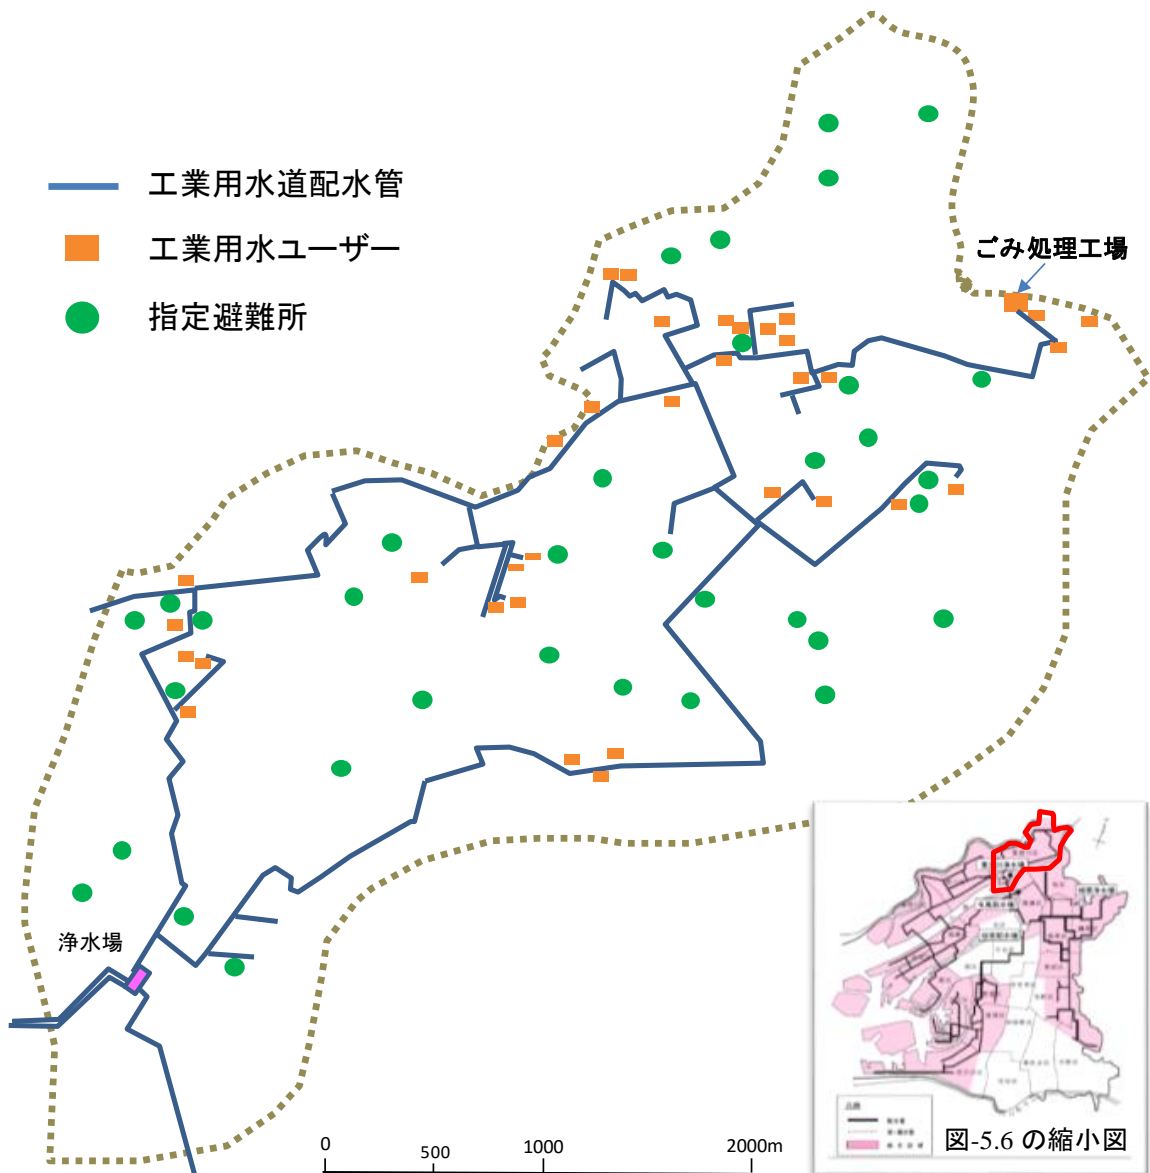 工業用水道配水管
工業用水ユーザー
指定避難所
ごみ処理工場
浄水場
0 500 1000 2000m
図-5.6 の縮小図